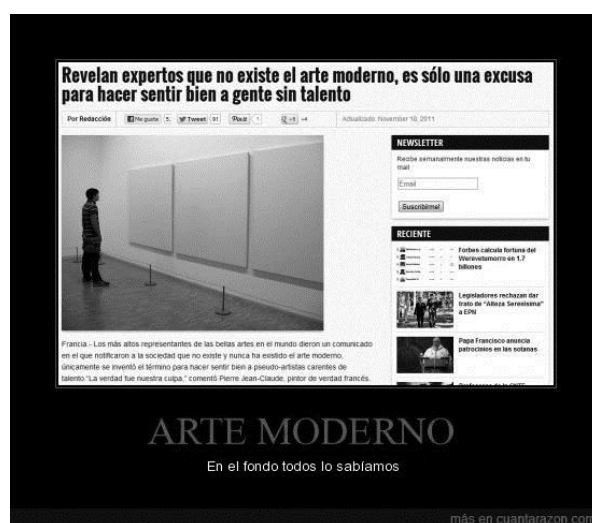 Revelan expertos que no existe el arte moderno, es sólo una excusa
para hacer sentir bien a gente sin talento
Por Redacción Me gusta 5 Tweet 91 +1 +4 Actualizado: November 18, 2011
NEWSLETTER
Recibe semanalmente nuestras noticias en tu
mail
Email
Suscribirme!
RECIENTE
Forbes calcula fortuna del
Werevetumorro en 1.7
billones
Legisladores rechazan dar
trato de "Alteza Serenísima"
a EPN
Papa Francisco anuncia
patrocinios en las sotanas
Francia.- Los más altos representantes de las bellas artes en el mundo dieron un comunicado
en el que notificaron a la sociedad que no existe y nunca ha existido el arte moderno,
únicamente se inventó el término para hacer sentir bien a pseudo-artistas carentes de
talento."La verdad fue nuestra culpa," comentó Pierre Jean-Claude, pintor de verdad francés.
ARTE MODERNO
En el fondo todos lo sabíamos
más en cuantarazon.com